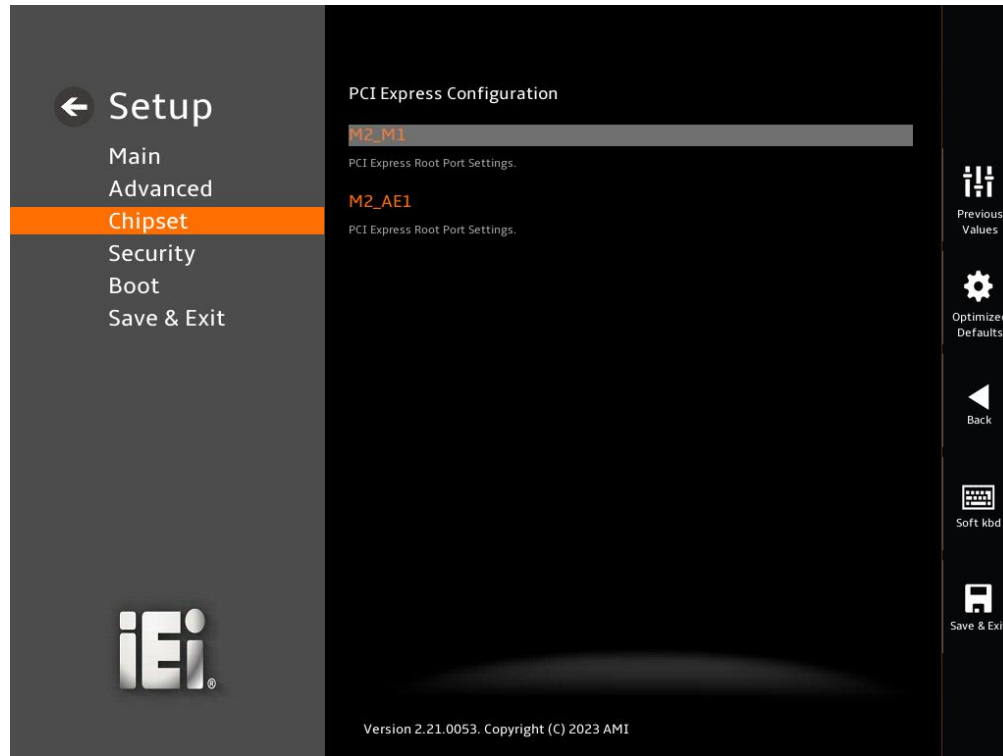 Setup
Main
Advanced
Chipset
Security
Boot
Save & Exit
iEi®
PCI Express Configuration
M2_M1
PCI Express Root Port Settings.
M2_AE1
PCI Express Root Port Settings.
Version 2.21.0053. Copyright (C) 2023 AMI
Previous
Values
Optimized
Defaults
Back
Soft kbd
Save & Exi